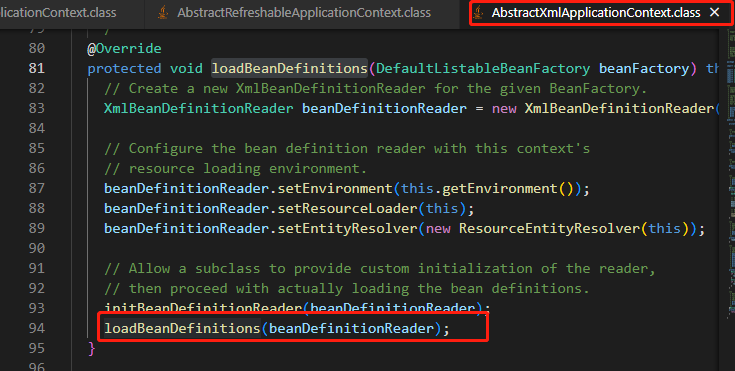 licationContext.class AbstractRefreshableApplicationContext.class AbstractXmlApplicationContext.class ×
79 */
80 @Override
81 protected void loadBeanDefinitions(DefaultListableBeanFactory beanFactory) th
82 // Create a new XmlBeanDefinitionReader for the given BeanFactory.
83 XmlBeanDefinitionReader beanDefinitionReader = new XmlBeanDefinitionReader(
84
85 // Configure the bean definition reader with this context's
86 // resource loading environment.
87 beanDefinitionReader.setEnvironment(this.getEnvironment());
88 beanDefinitionReader.setResourceLoader(this);
89 beanDefinitionReader.setEntityResolver(new ResourceEntityResolver(this));
90
91 // Allow a subclass to provide custom initialization of the reader,
92 // then proceed with actually loading the bean definitions.
93 initBeanDefinitionReader(beanDefinitionReader);
94 loadBeanDefinitions(beanDefinitionReader);
95 }
96